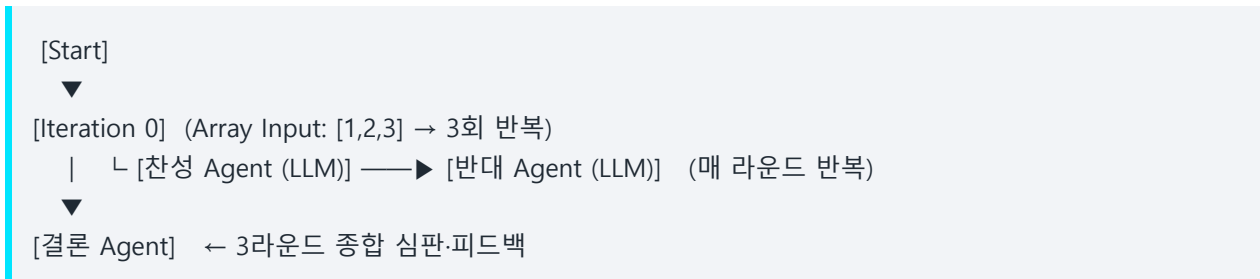 [Start]
▼
[Iteration 0] (Array Input: [1,2,3] → 3회 반복)
| └ [찬성 Agent (LLM)] ──▶ [반대 Agent (LLM)] (매 라운드 반복)
▼
[결론 Agent] ← 3라운드 종합 심판·피드백